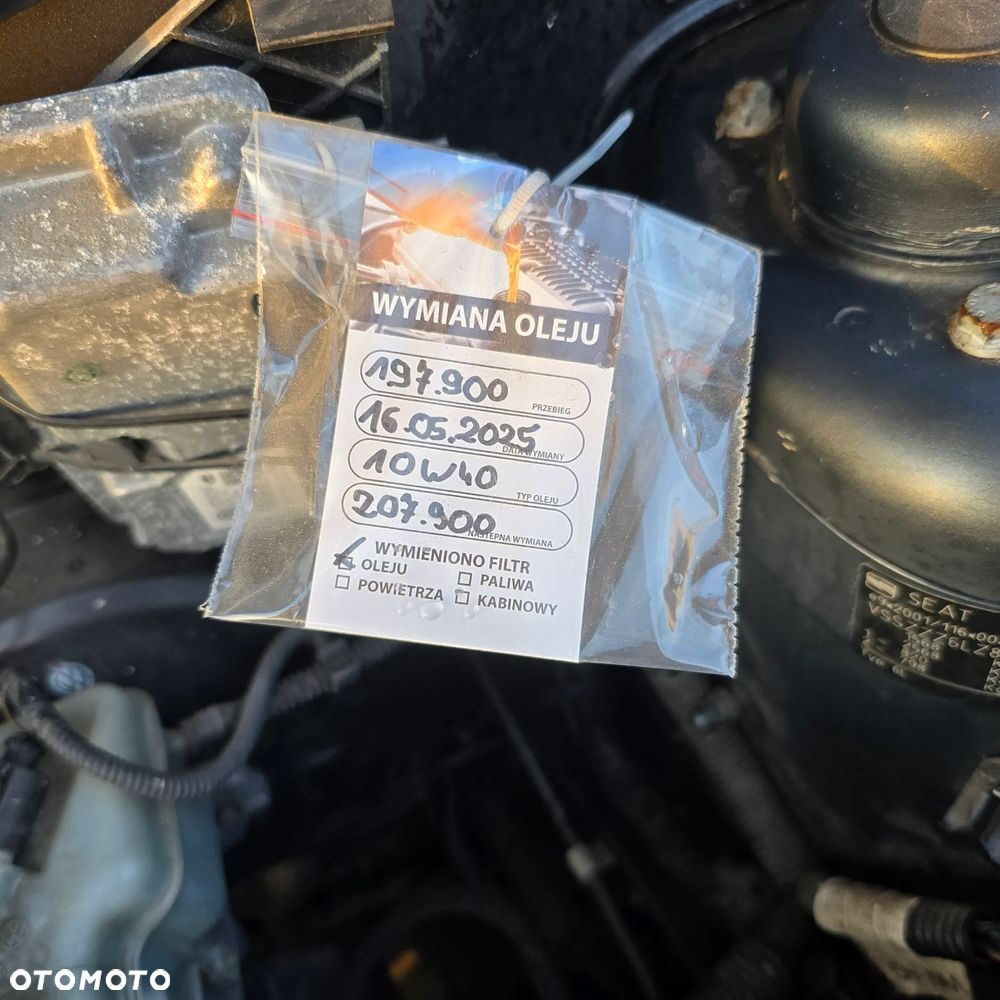 WYMIANA OLEJU
197.900
PRZEBIEG
16.05.2025
DATA WYMIANY
10W40
TYP OLEJU
207.900
NASTĘPNA WYMIANA
WYMIENIONO FILTR
OLEJU
PALIWA
POWIETRZA
KABINOWY
SEAT
OTOMOTO